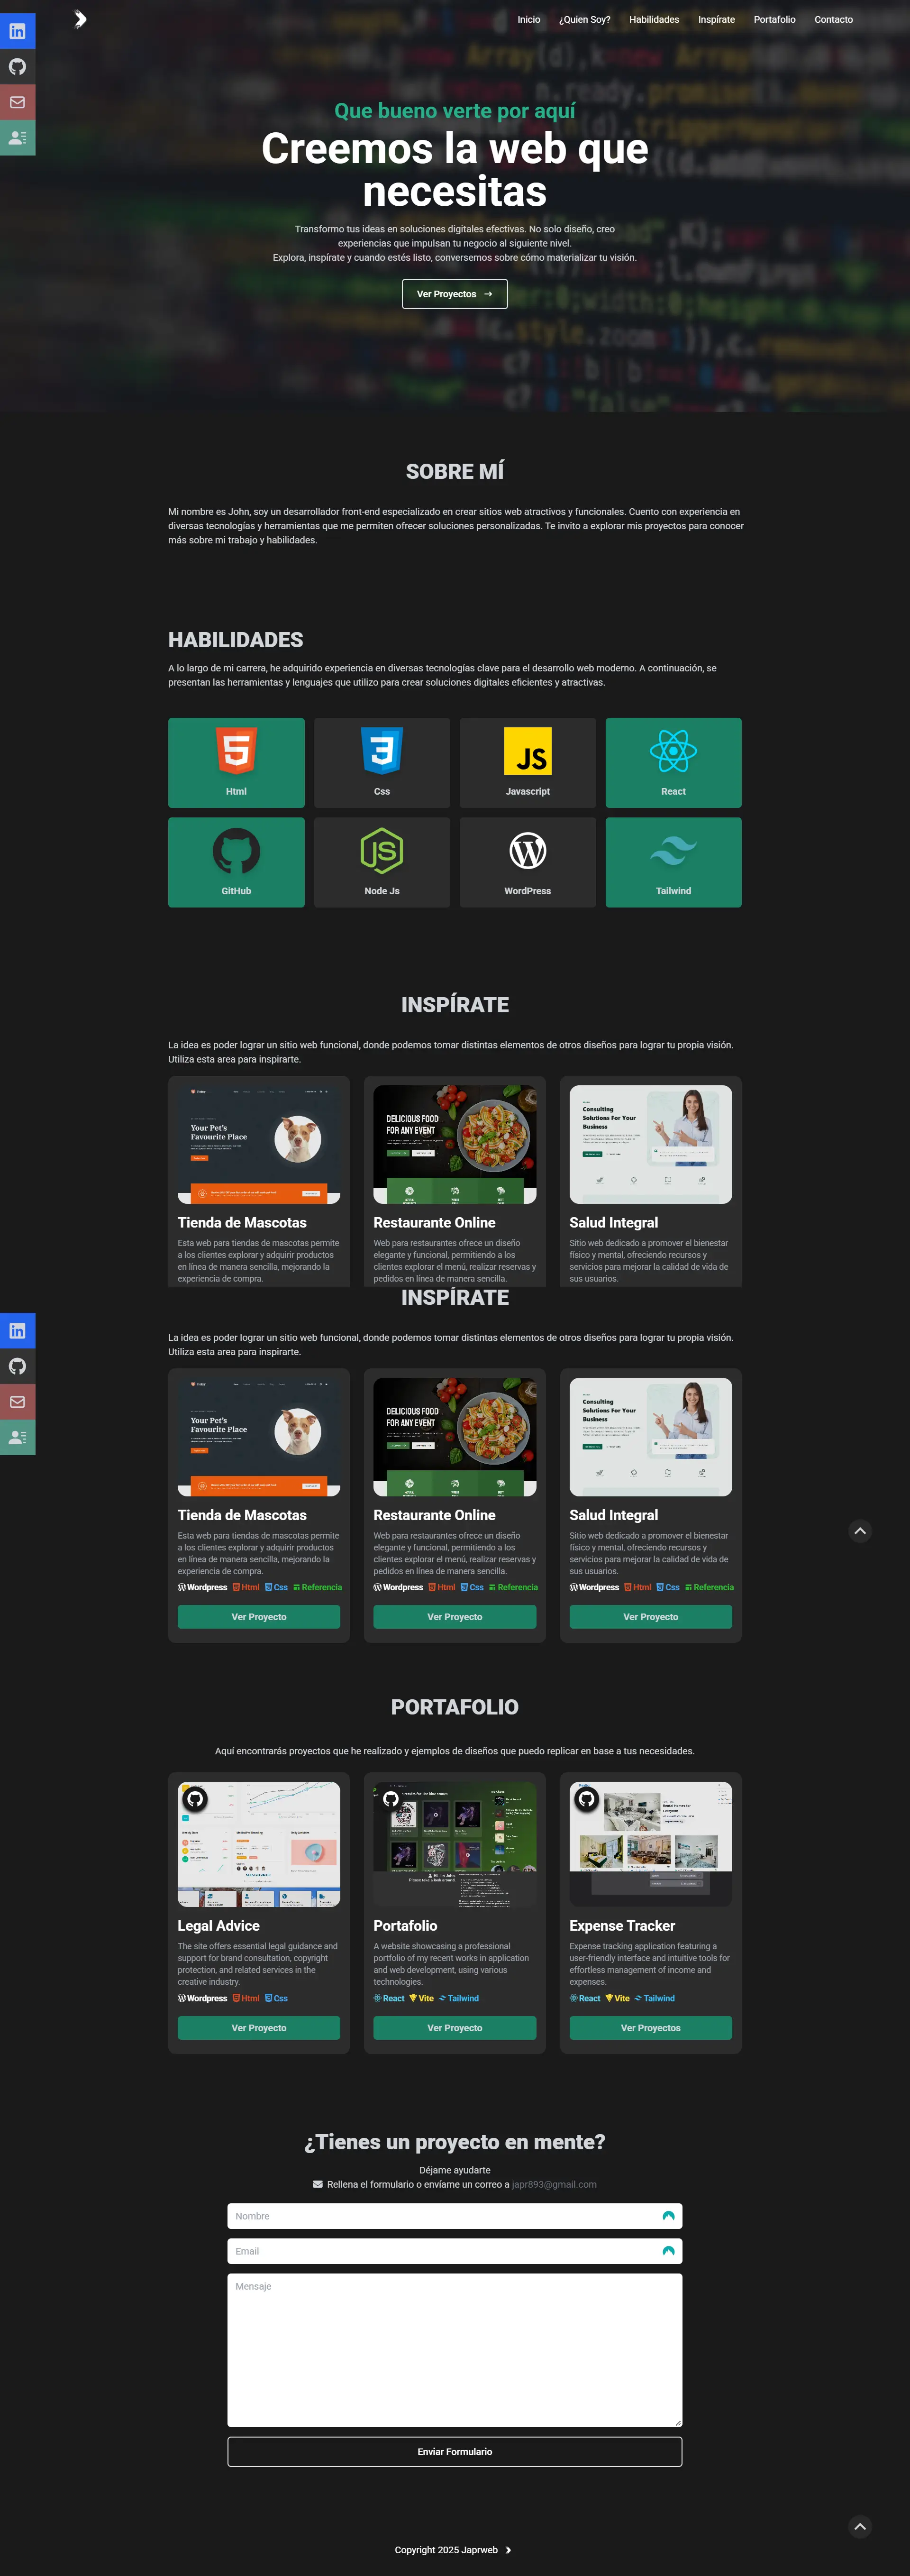 Inicio ¿Quien Soy? Habilidades Inspírate Portafolio Contacto
Que bueno verte por aquí
Creemos la web que
necesitas
Transformo tus ideas en soluciones digitales efectivas. No solo diseño, creo
experiencias que impulsan tu negocio al siguiente nivel.
Explora, inspírate y cuando estés listo, conversemos sobre cómo materializar tu visión.
Ver Proyectos
SOBRE MÍ
Mi nombre es John, soy un desarrollador front-end especializado en crear sitios web atractivos y funcionales. Cuento con experiencia en
diversas tecnologías y herramientas que me permiten ofrecer soluciones personalizadas. Te invito a explorar mis proyectos para conocer
más sobre mi trabajo y habilidades.
HABILIDADES
A lo largo de mi carrera, he adquirido experiencia en diversas tecnologías clave para el desarrollo web moderno. A continuación, se
presentan las herramientas y lenguajes que utilizo para crear soluciones digitales eficientes y atractivas.
Html
Css
JS
Javascript
React
GitHub
Node Js
WordPress
Tailwind
INSPÍRATE
La idea es poder lograr un sitio web funcional, donde podemos tomar distintas elementos de otros diseños para lograr tu propia visión.
Utiliza esta area para inspirarte.
Your Pet's
Favourite Place
DELICIOUS FOOD
FOR ANY EVENT
Consulting
Solutions For Your
Business
Tienda de Mascotas
Esta web para tiendas de mascotas permite
a los clientes explorar y adquirir productos
en línea de manera sencilla, mejorando la
experiencia de compra.
Restaurante Online
Web para restaurantes ofrece un diseño
elegante y funcional, permitiendo a los
clientes explorar el menú, realizar reservas y
pedidos en línea de manera sencilla.
Salud Integral
Sitio web dedicado a promover el bienestar
físico y mental, ofreciendo recursos y
servicios para mejorar la calidad de vida de
sus usuarios.
INSPÍRATE
La idea es poder lograr un sitio web funcional, donde podemos tomar distintas elementos de otros diseños para lograr tu propia visión.
Utiliza esta area para inspirarte.
Your Pet's
Favourite Place
DELICIOUS FOOD
FOR ANY EVENT
Consulting
Solutions For Your
Business
Tienda de Mascotas
Esta web para tiendas de mascotas permite
a los clientes explorar y adquirir productos
en línea de manera sencilla, mejorando la
experiencia de compra.
Wordpress Html Css Referencia
Ver Proyecto
Restaurante Online
Web para restaurantes ofrece un diseño
elegante y funcional, permitiendo a los
clientes explorar el menú, realizar reservas y
pedidos en línea de manera sencilla.
Wordpress Html Css Referencia
Ver Proyecto
Salud Integral
Sitio web dedicado a promover el bienestar
físico y mental, ofreciendo recursos y
servicios para mejorar la calidad de vida de
sus usuarios.
Wordpress Html Css Referencia
Ver Proyecto
PORTAFOLIO
Aquí encontrarás proyectos que he realizado y ejemplos de diseños que puedo replicar en base a tus necesidades.
Legal Advice
The site offers essential legal guidance and
support for brand consultation, copyright
protection, and related services in the
creative industry.
Wordpress Html Css
Ver Proyecto
Portafolio
A website showcasing a professional
portfolio of my recent works in application
and web development, using various
technologies.
React Vite Tailwind
Ver Proyecto
Expense Tracker
Expense tracking application featuring a
user-friendly interface and intuitive tools for
effortless management of income and
expenses.
React Vite Tailwind
Ver Proyectos
¿Tienes un proyecto en mente?
Déjame ayudarte
Rellena el formulario o envíame un correo a japr893@gmail.com
Nombre
Email
Mensaje
Enviar Formulario
Copyright 2025 Japrweb